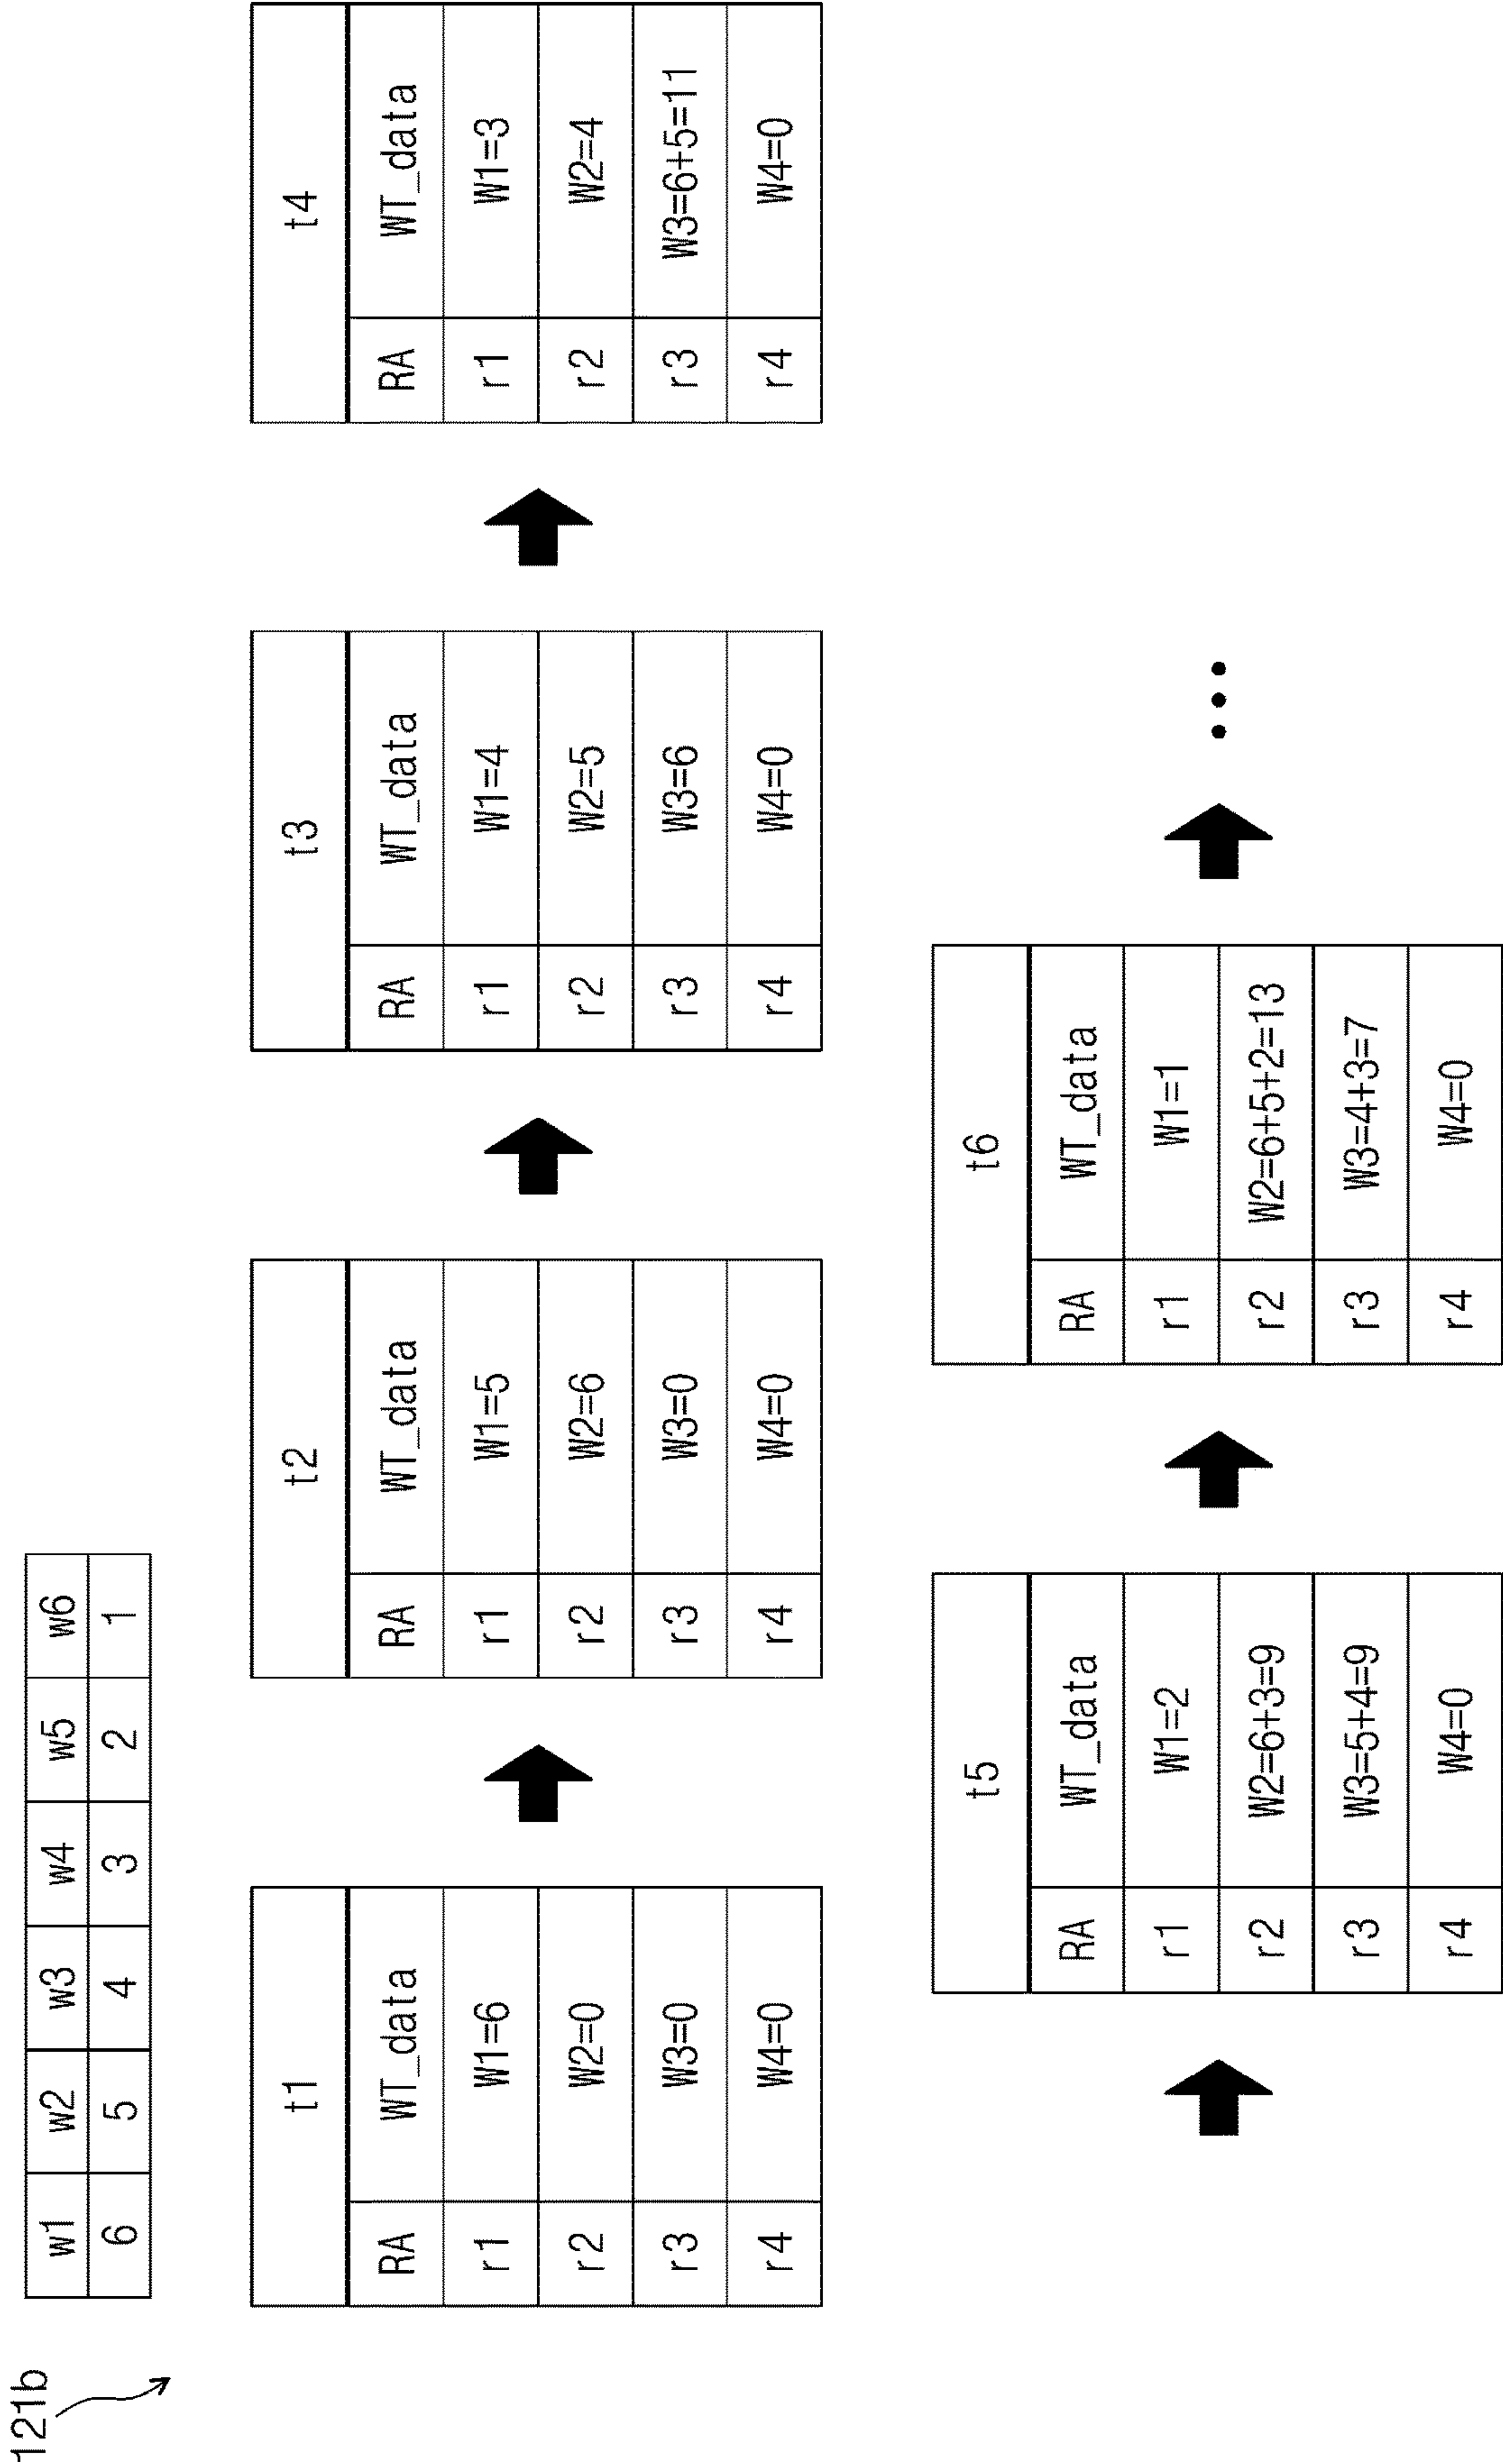 121b
w1 w2 w3 w4 w5 w6
6 5 4 3 2 1
t1
RA WT_data
r1 W1=6
r2 W2=0
r3 W3=0
r4 W4=0
t2
RA WT_data
r1 W1=5
r2 W2=6
r3 W3=0
r4 W4=0
t3
RA WT_data
r1 W1=4
r2 W2=5
r3 W3=6
r4 W4=0
t4
RA WT_data
r1 W1=3
r2 W2=4
r3 W3=6+5=11
r4 W4=0
t5
RA WT_data
r1 W1=2
r2 W2=6+3=9
r3 W3=5+4=9
r4 W4=0
t6
RA WT_data
r1 W1=1
r2 W2=6+5+2=13
r3 W3=4+3=7
r4 W4=0